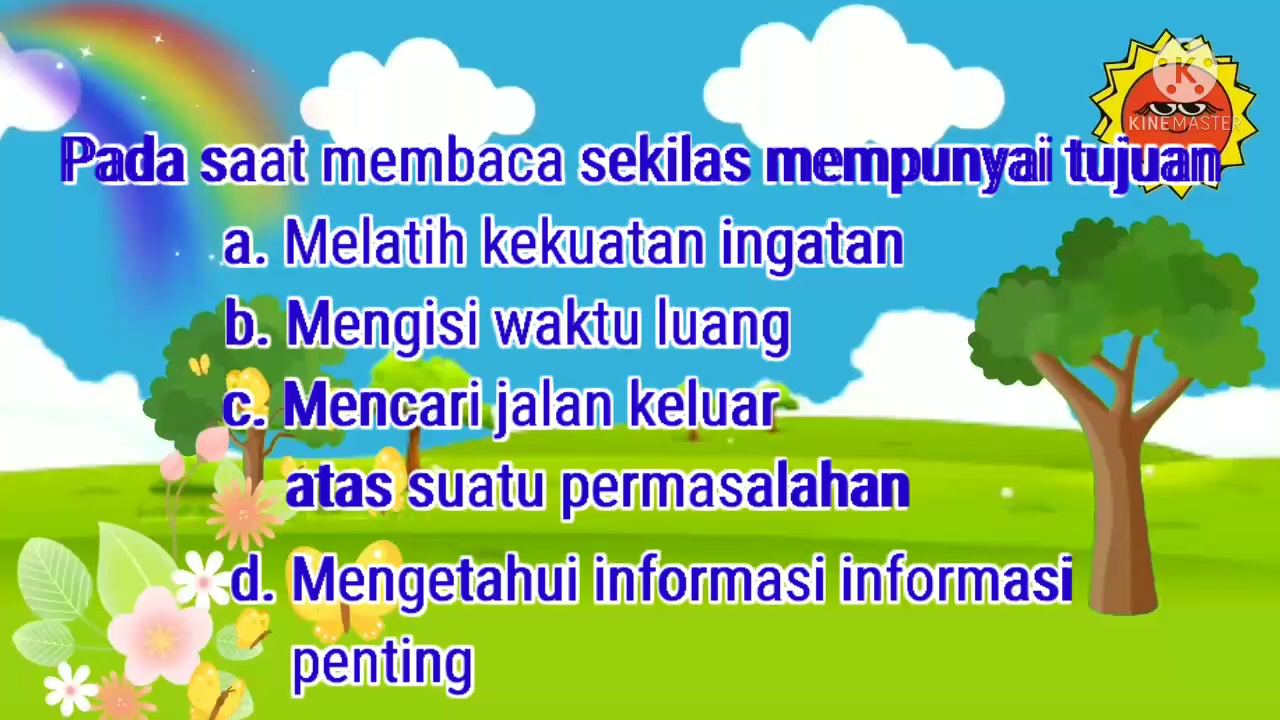 KINEMASTER
Pada saat membaca sekilas mempunyai tujuan
a. Melatih kekuatan ingatan
b. Mengisi waktu luang
c. Mencari jalan keluar
atas suatu permasalahan
d. Mengetahui informasi informasi
penting